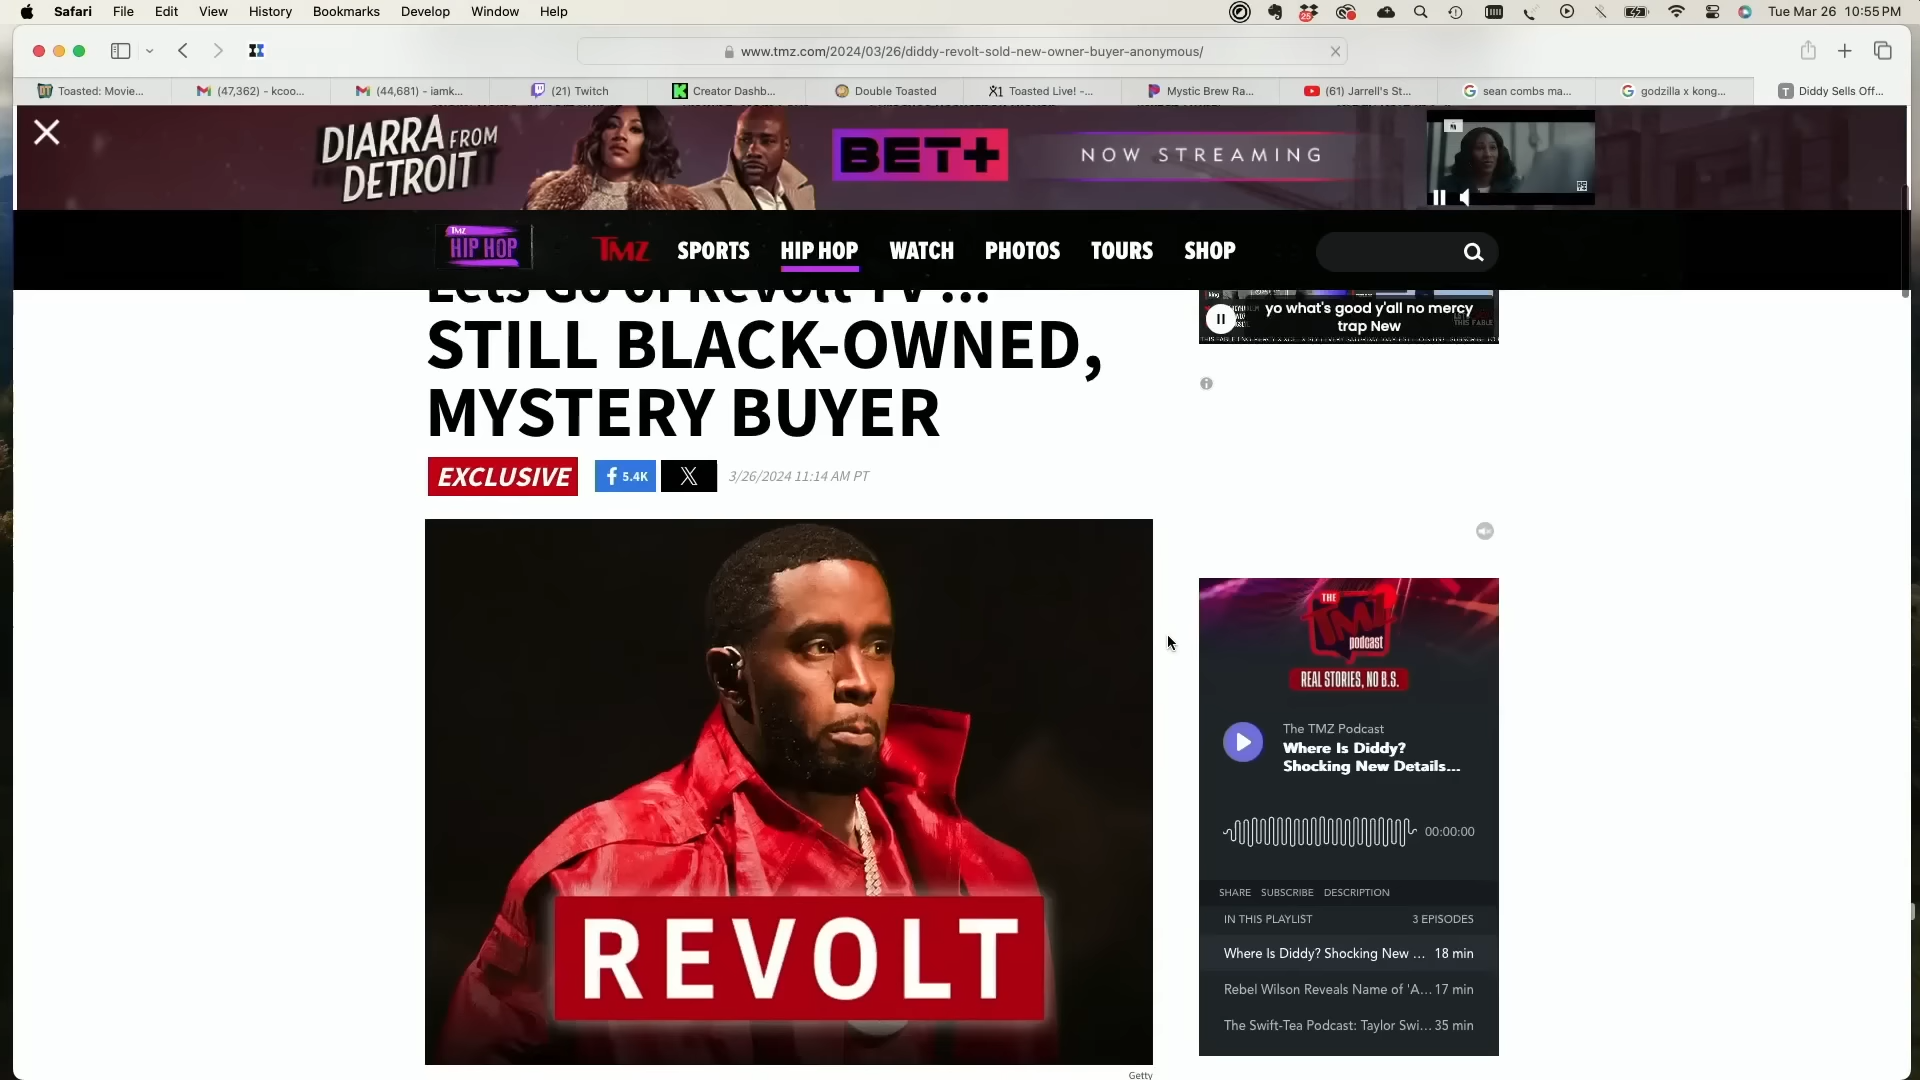 Safari File Edit View History Bookmarks Develop Window Help Tue Mar 26 10:55 PM
25
www.tmz.com/2024/03/26/diddy-revolt-sold-new-owner-buyer-anonymous/
Toasted: Movie... (47,362) - kcoo... (44,681) - iamk... (21) Twitch Creator Dashb... Double Toasted Toasted Live! -... Mystic Brew Ra... (61) Jarrell's St... sean combs ma... godzilla x kong... Diddy Sells Off...
DIARRA FROM
DETROIT
BET+
NOW STREAMING
TMZ
HIP HOP
TMZ SPORTS HIP HOP WATCH PHOTOS TOURS SHOP
Lets Go of Revolt TV ...
STILL BLACK-OWNED,
MYSTERY BUYER
EXCLUSIVE
5.4K
3/26/2024 11:14 AM PT
yo what's good y'all no mercy
trap New
REVOLT
Getty
THE
TMZ
podcast
REAL STORIES, NO B.S.
The TMZ Podcast
Where Is Diddy?
Shocking New Details...
00:00:00
SHARE SUBSCRIBE DESCRIPTION
IN THIS PLAYLIST 3 EPISODES
Where Is Diddy? Shocking New ... 18 min
Rebel Wilson Reveals Name of 'A... 17 min
The Swift-Tea Podcast: Taylor Swi... 35 min